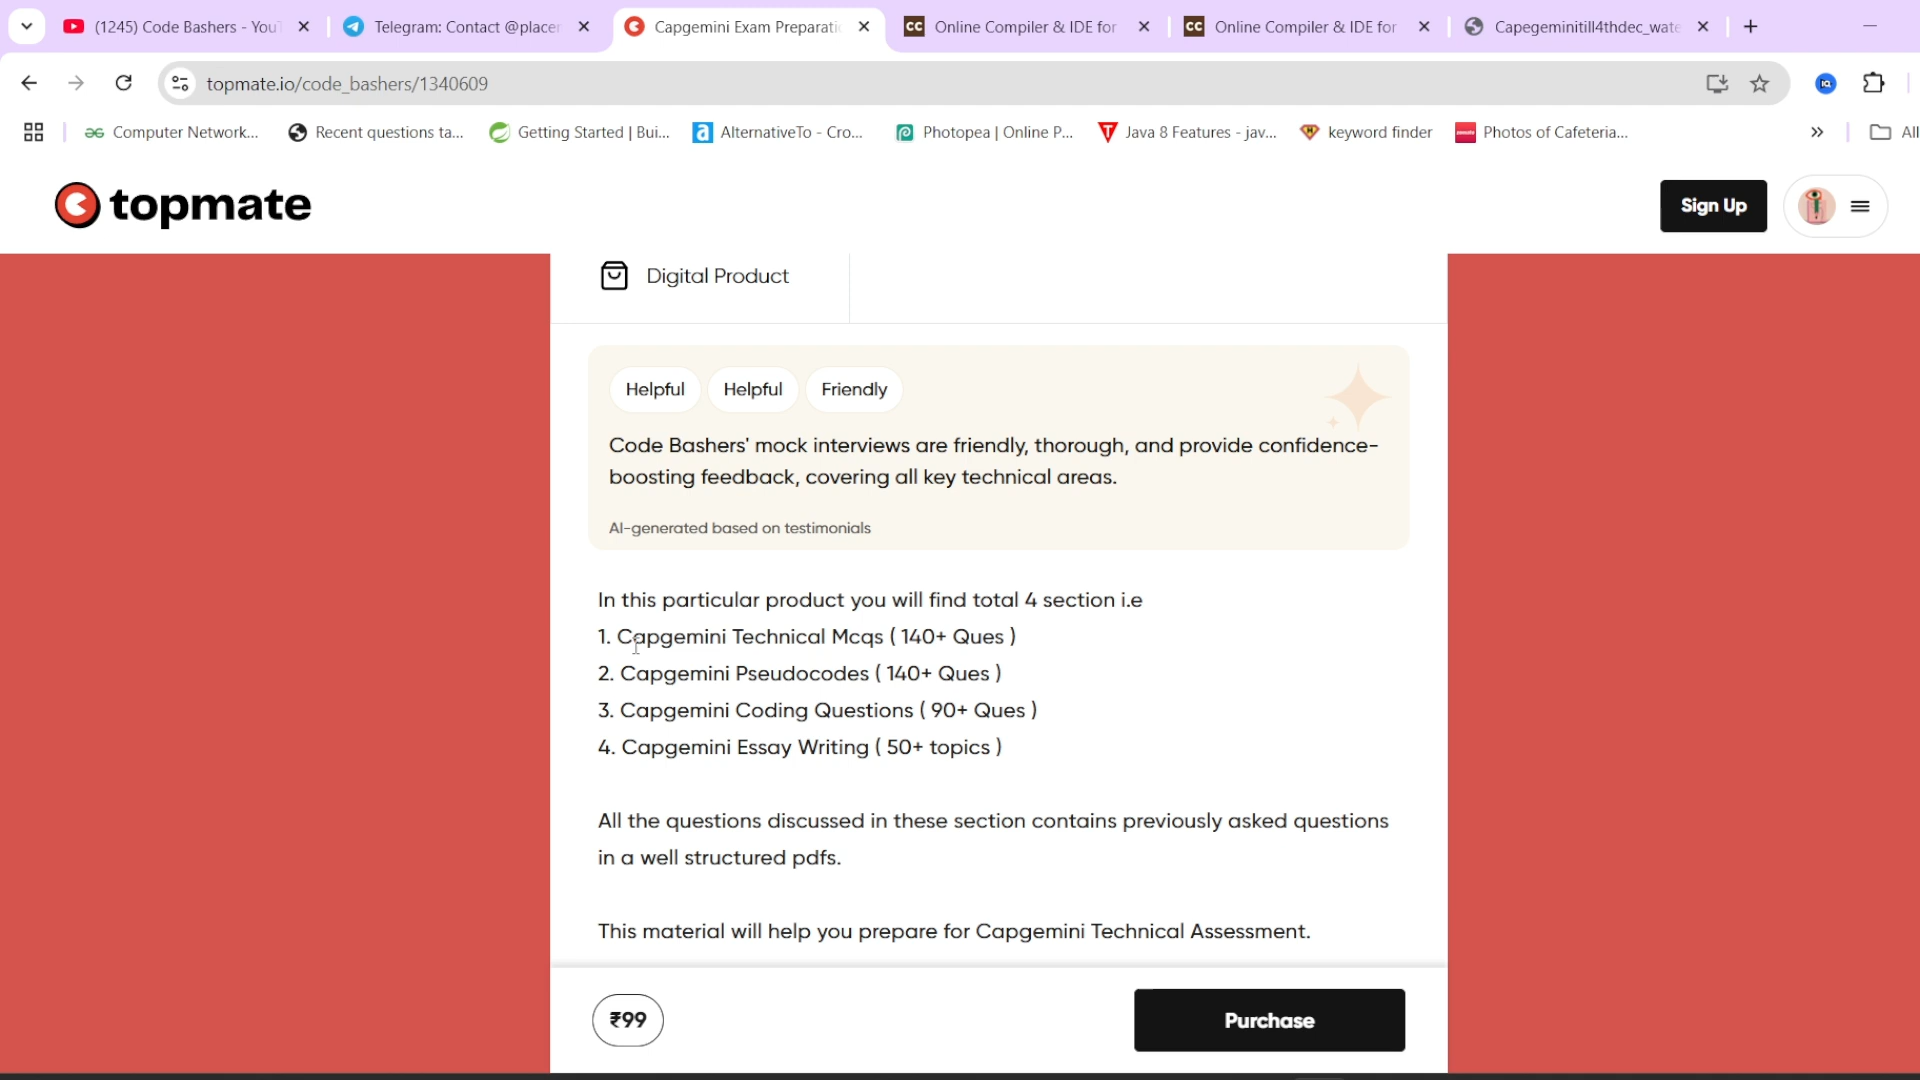 (1245) Code Bashers - YouT
Telegram: Contact @placer
Capgemini Exam Preparati
CC Online Compiler & IDE for
CC Online Compiler & IDE for
Capegeminitill4thdec_wate
topmate.io/code_bashers/1340609
Computer Network...
Recent questions ta...
Getting Started | Bui...
AlternativeTo - Cro...
Photopea | Online P...
Java 8 Features - jav...
keyword finder
Photos of Cafeteria...
All
topmate
Sign Up
Digital Product
Helpful
Helpful
Friendly
Code Bashers' mock interviews are friendly, thorough, and provide confidence-
boosting feedback, covering all key technical areas.
AI-generated based on testimonials
In this particular product you will find total 4 section i.e
1. Capgemini Technical Mcqs ( 140+ Ques )
2. Capgemini Pseudocodes ( 140+ Ques )
3. Capgemini Coding Questions ( 90+ Ques )
4. Capgemini Essay Writing ( 50+ topics )
All the questions discussed in these section contains previously asked questions
in a well structured pdfs.
This material will help you prepare for Capgemini Technical Assessment.
₹99
Purchase